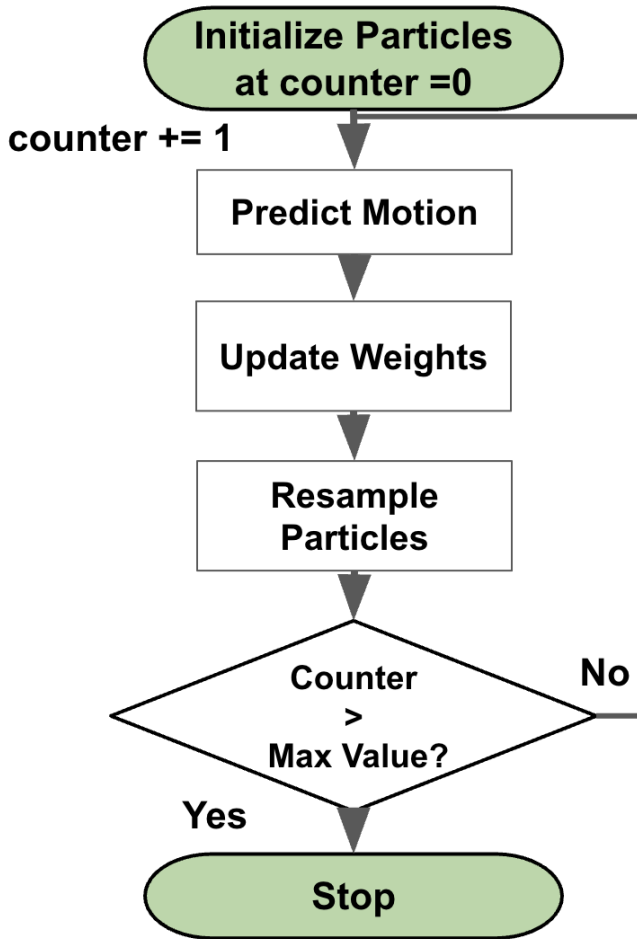 Initialize Particles
at counter =0
counter += 1
Predict Motion
Update Weights
Resample
Particles
Counter
>
Max Value?
No
Yes
Stop